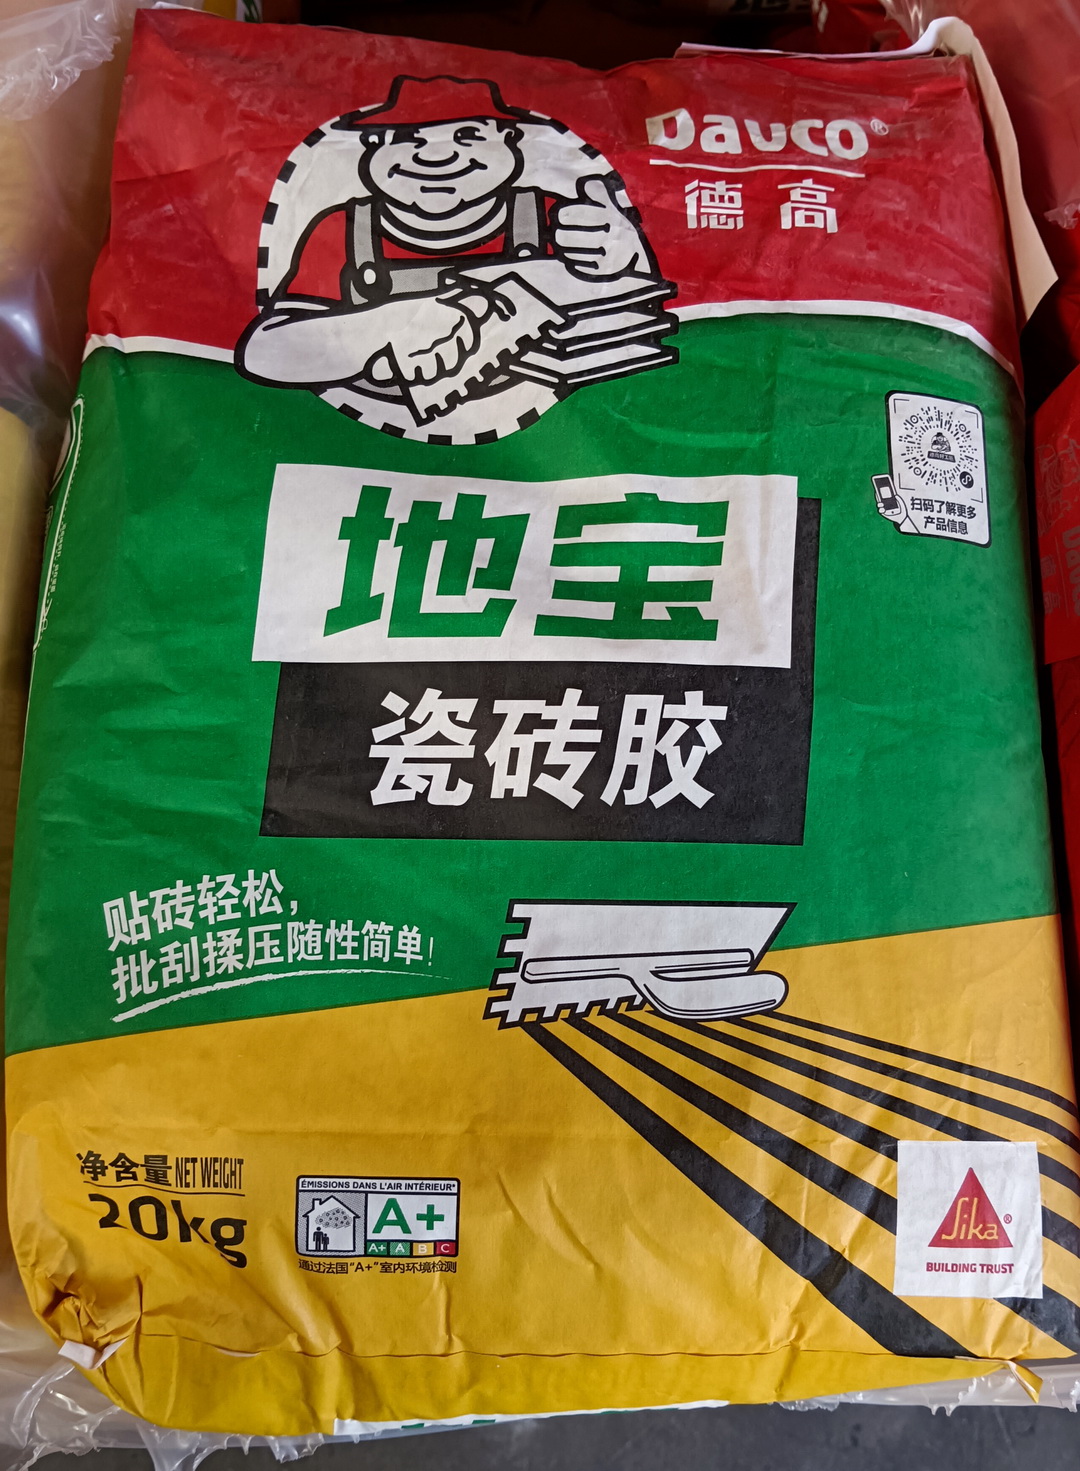 Davco®
德高
扫码了解更多
产品信息
地宝
瓷砖胶
贴砖轻松，
批刮揉压随性简单！
净含量 NET WEIGHT
20kg
ÉMISSIONS DANS L'AIR INTÉRIEUR*
A+
A+ A B C
通过法国“A+”室内环境检测
Sika®
BUILDING TRUST